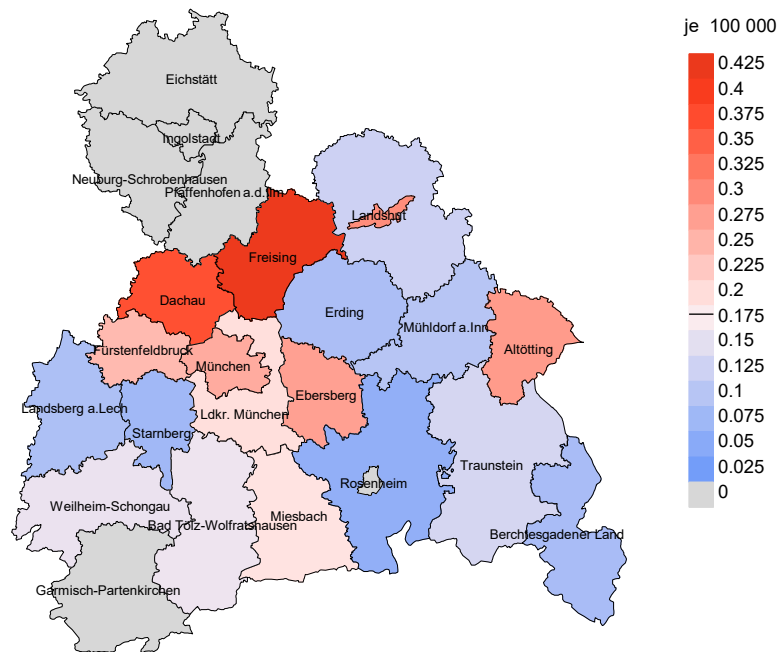 je 100 000
0.425
0.4
0.375
0.35
0.325
0.3
0.275
0.25
0.225
0.2
0.175
0.15
0.125
0.1
0.075
0.05
0.025
0
Eichstätt
Ingolstadt
Neuburg-Schrobenhausen
Pfaffenhofen a.d.Ilm
Landshut
Freising
Dachau
Erding
Mühldorf a.Inn
Altötting
Fürstenfeldbruck
München
Ebersberg
Landsberg a.Lech
Ldkr. München
Starnberg
Traunstein
Rosenheim
Weilheim-Schongau
Miesbach
Bad Tölz-Wolfratshausen
Berchtesgadener Land
Garmisch-Partenkirchen